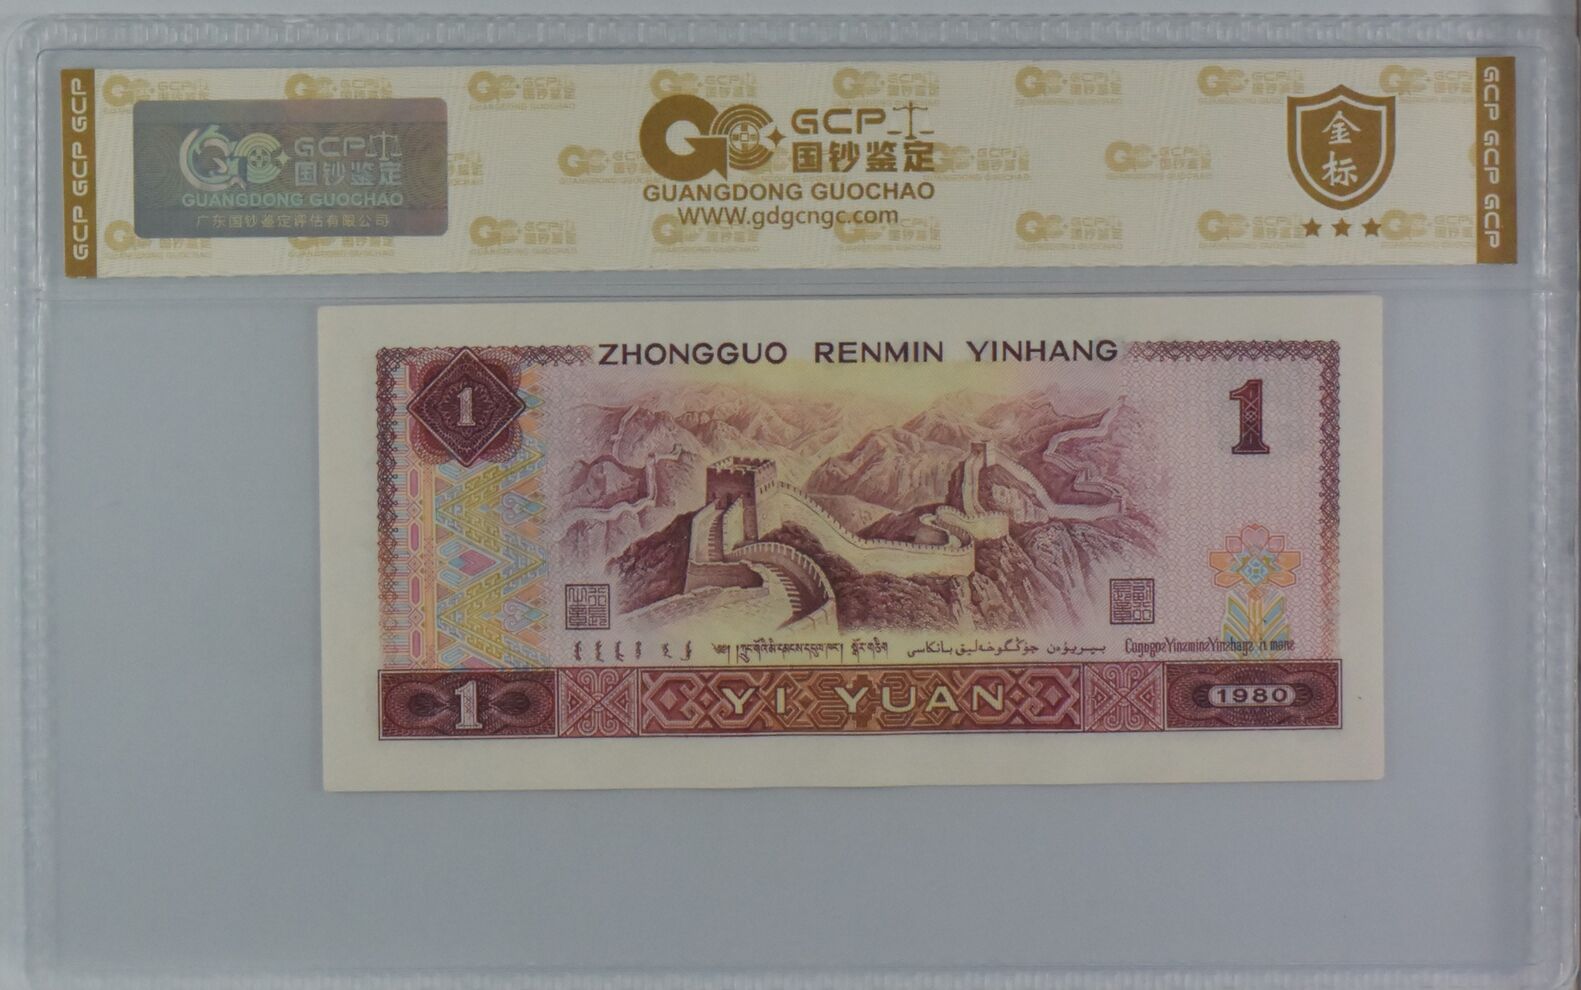 GCP GCP GCP
GCP
国钞鉴定
GUANGDONG GUOCHAO
广东国钞鉴定评估有限公司
GCP
国钞鉴定
GUANGDONG GUOCHAO
WWW.gdgcngc.com
金标
GCP GCP GCP
ZHONGGUO RENMIN YINHANG
1
1
1
YI YUAN
1980